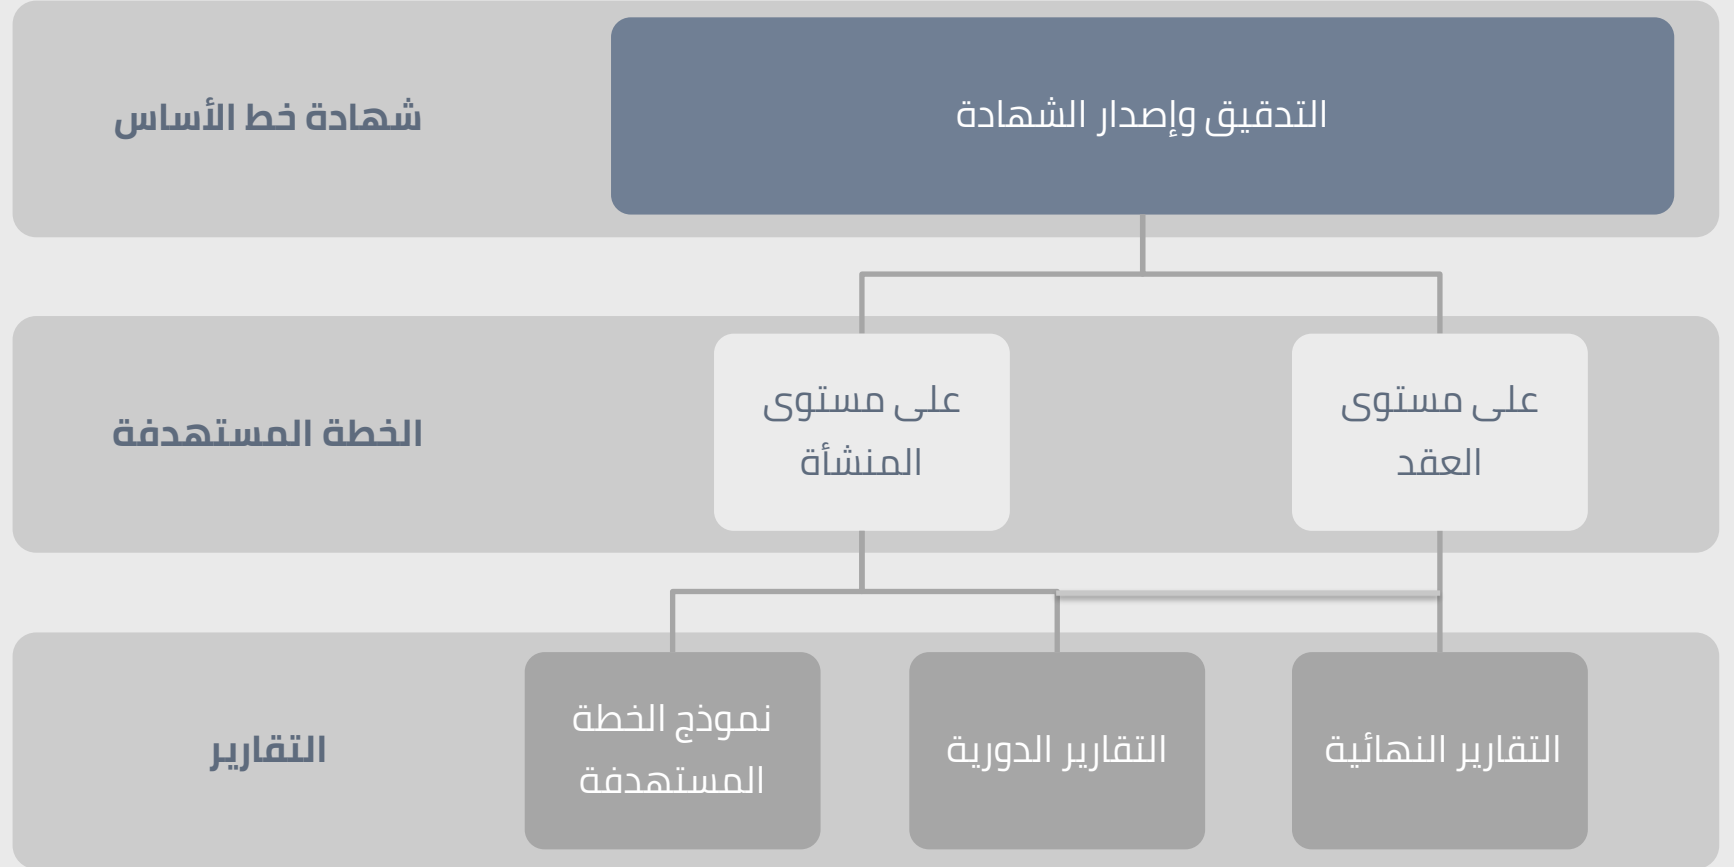 التدقيق وإصدار الشهادة
شهادة خط الأساس
على مستوى
العقد
على مستوى
المنشأة
الخطة المستهدفة
التقارير النهائية
التقارير الدورية
نموذج الخطة
المستهدفة
التقارير